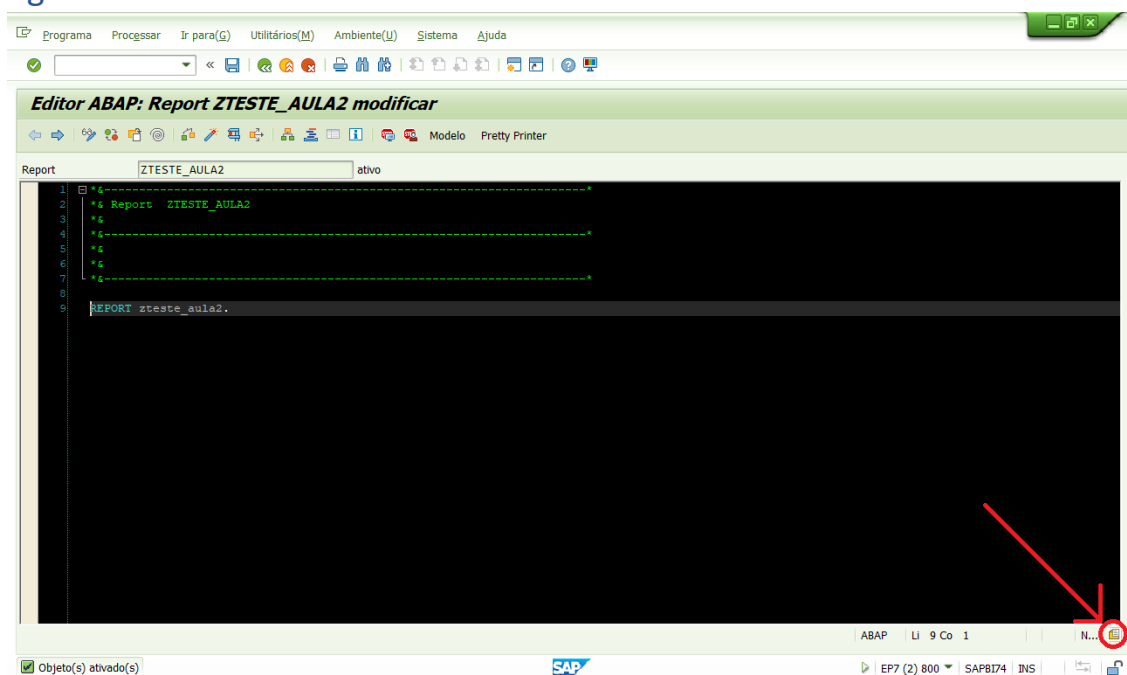 Programa Processar Ir para(G) Utilitários(M) Ambiente(U) Sistema Ajuda
Editor ABAP: Report ZTESTE_AULA2 modificar
Modelo Pretty Printer
Report ZTESTE_AULA2 ativo
1 *&---------------------------------------------------------------------*
2 *& Report ZTESTE_AULA2
3 *&
4 *&---------------------------------------------------------------------*
5 *&
6 *&
7 *&---------------------------------------------------------------------*
8
9 REPORT zteste_aula2.
ABAP Li 9 Co 1 N...
Objeto(s) ativado(s) SAP EP7 (2) 800 SAPBI74 INS